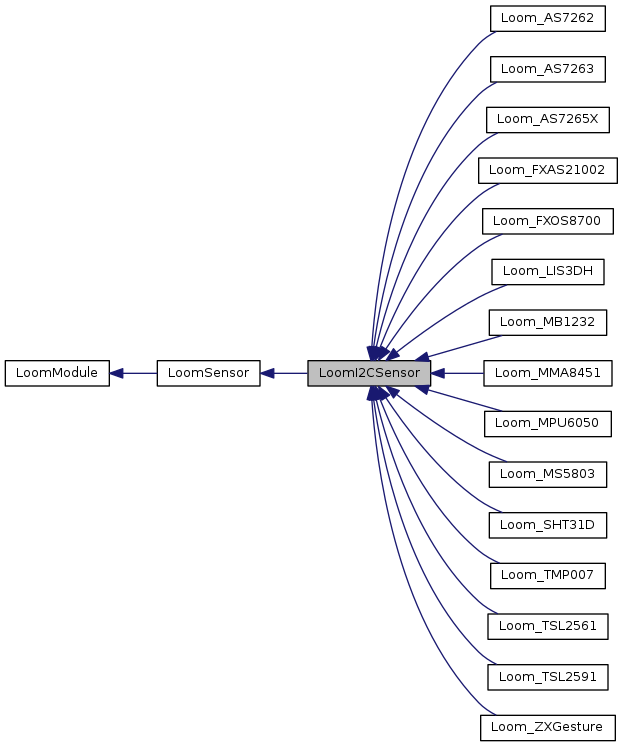 Loom_AS7262
Loom_AS7263
Loom_AS7265X
Loom_FXAS21002
Loom_FXOS8700
Loom_LIS3DH
Loom_MB1232
LoomModule
LoomSensor
LoomI2CSensor
Loom_MMA8451
Loom_MPU6050
Loom_MS5803
Loom_SHT31D
Loom_TMP007
Loom_TSL2561
Loom_TSL2591
Loom_ZXGesture